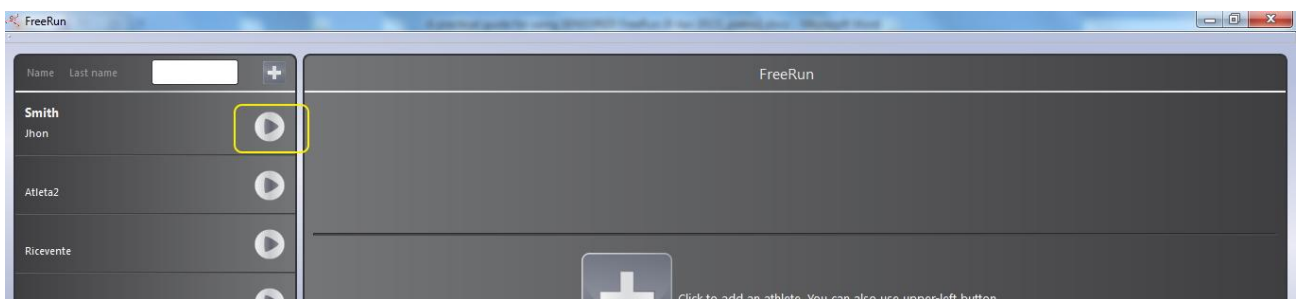 FreeRun
Name Last name
FreeRun
Smith
Jhon
Atleta2
Ricevente
Click to add an athlete. You can also use upper-left button